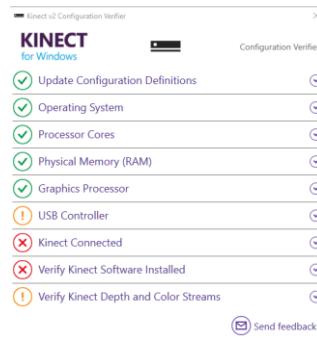 Kinect v2 Configuration Verifier
KINECT
for Windows
Configuration Verifie
Update Configuration Definitions
Operating System
Processor Cores
Physical Memory (RAM)
Graphics Processor
USB Controller
Kinect Connected
Verify Kinect Software Installed
Verify Kinect Depth and Color Streams
Send feedback